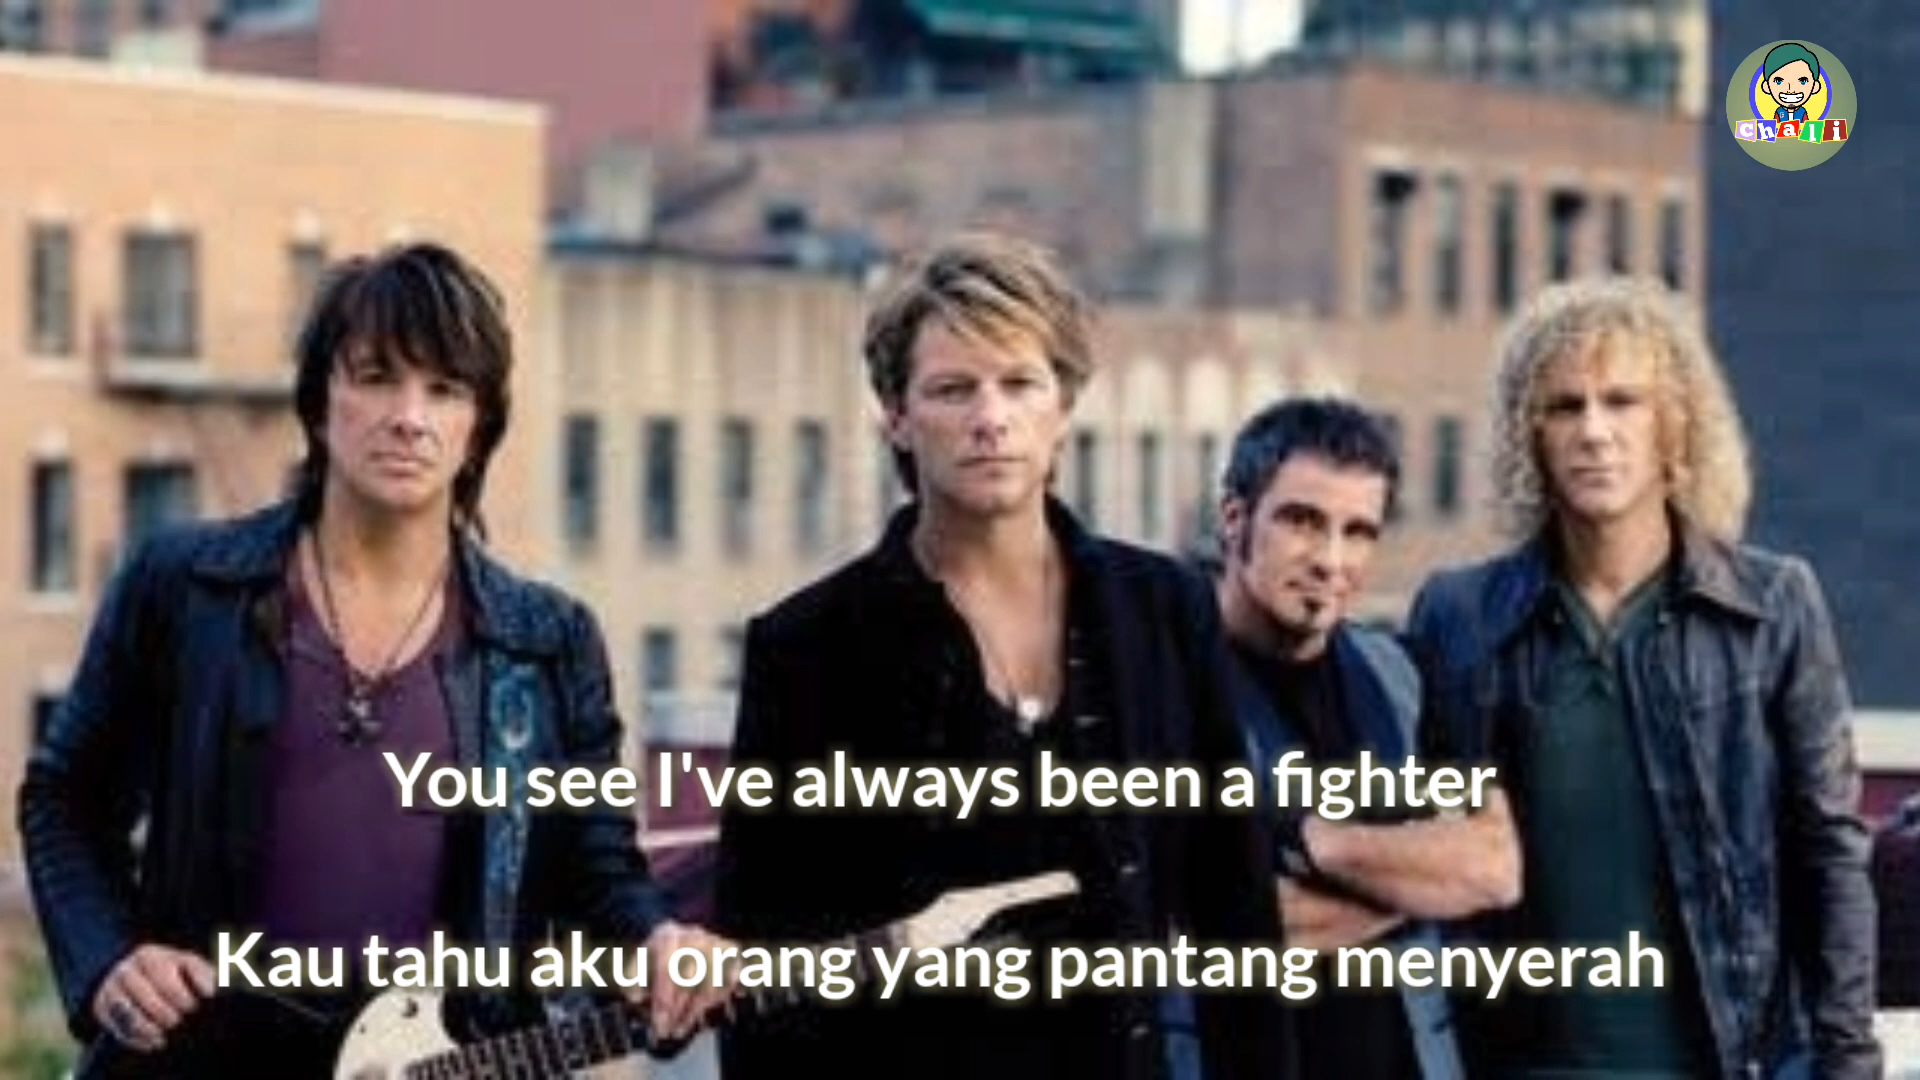 chali
You see I've always been a fighter
Kau tahu aku orang yang pantang menyerah